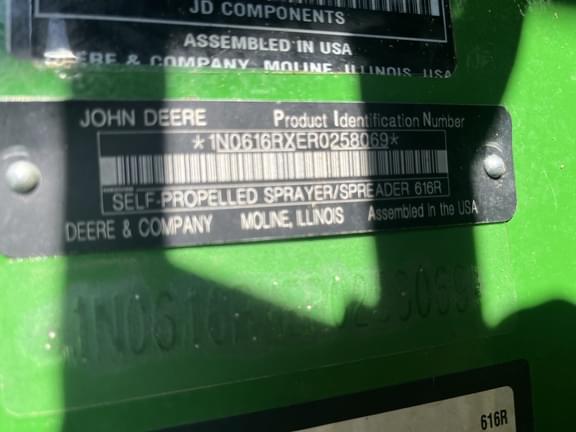 JD COMPONENTS
ASSEMBLED IN USA
DEERE & COMPANY MOLINE, ILLINOIS USA
JOHN DEERE Product Identification Number
*1N0616RXER0258069*
SELF-PROPELLED SPRAYER/SPREADER 616R
DEERE & COMPANY MOLINE, ILLINOIS Assembled in the USA
1N0616RXER0258069
616R